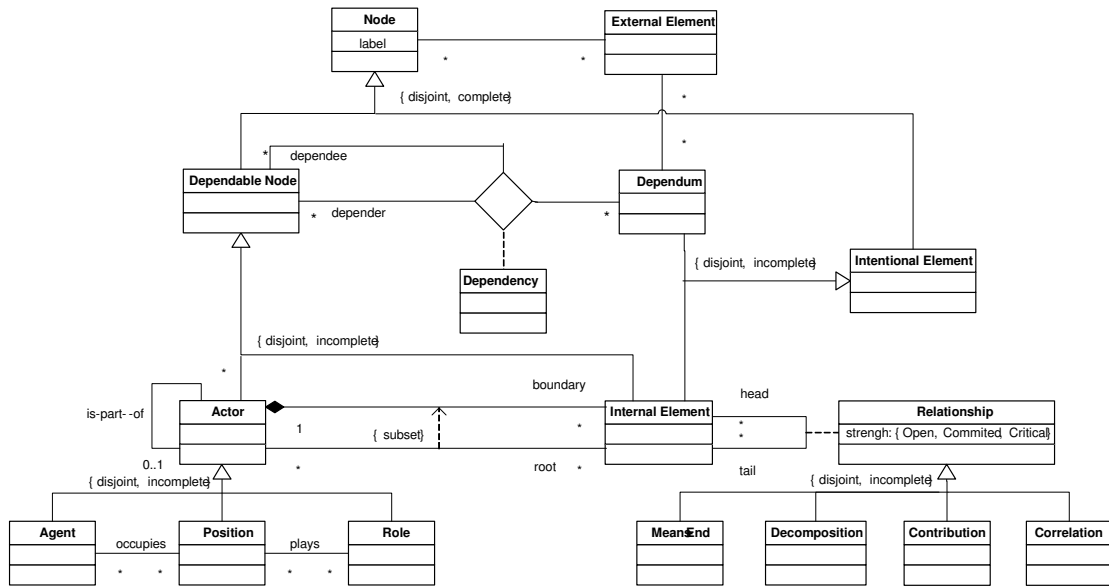 Node
External Element
label
* *
{ disjoint, complete}
*
*
* dependee
Dependable Node
Dependum
* depender
*
{ disjoint, incomplete}
Intentional Element
Dependency
{ disjoint, incomplete}
*
boundary
head
is-part--of
Actor
Internal Element
Relationship
1
{ subset}
*
*
*
strengh: { Open, Commited, Critical}
0..1
*
root
*
tail
{ disjoint, incomplete}
{ disjoint, incomplete}
Agent
occupies
Position
plays
Role
Means End
Decomposition
Contribution
Correlation
* *
* *